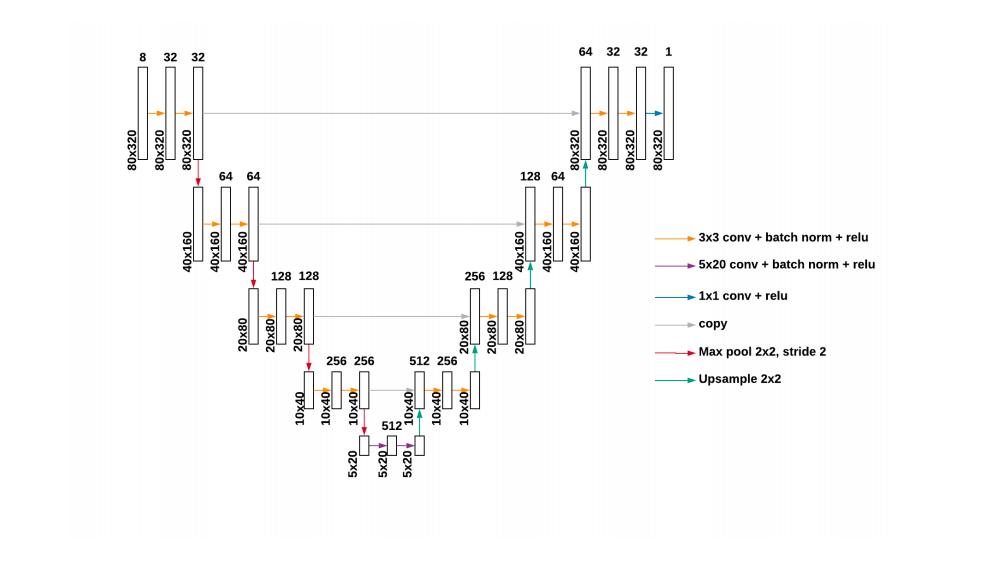 8 32 32
64 32 32 1
80x320 80x320 80x320
80x320 80x320 80x320 80x320
64 64
128 64
40x160 40x160 40x160
40x160 40x160 40x160
3x3 conv + batch norm + relu
5x20 conv + batch norm + relu
1x1 conv + relu
copy
Max pool 2x2, stride 2
Upsample 2x2
128 128
256 128
20x80 20x80 20x80
20x80 20x80 20x80
256 256
512 256
10x40 10x40 10x40
10x40 10x40 10x40
512
5x20 5x20 5x20